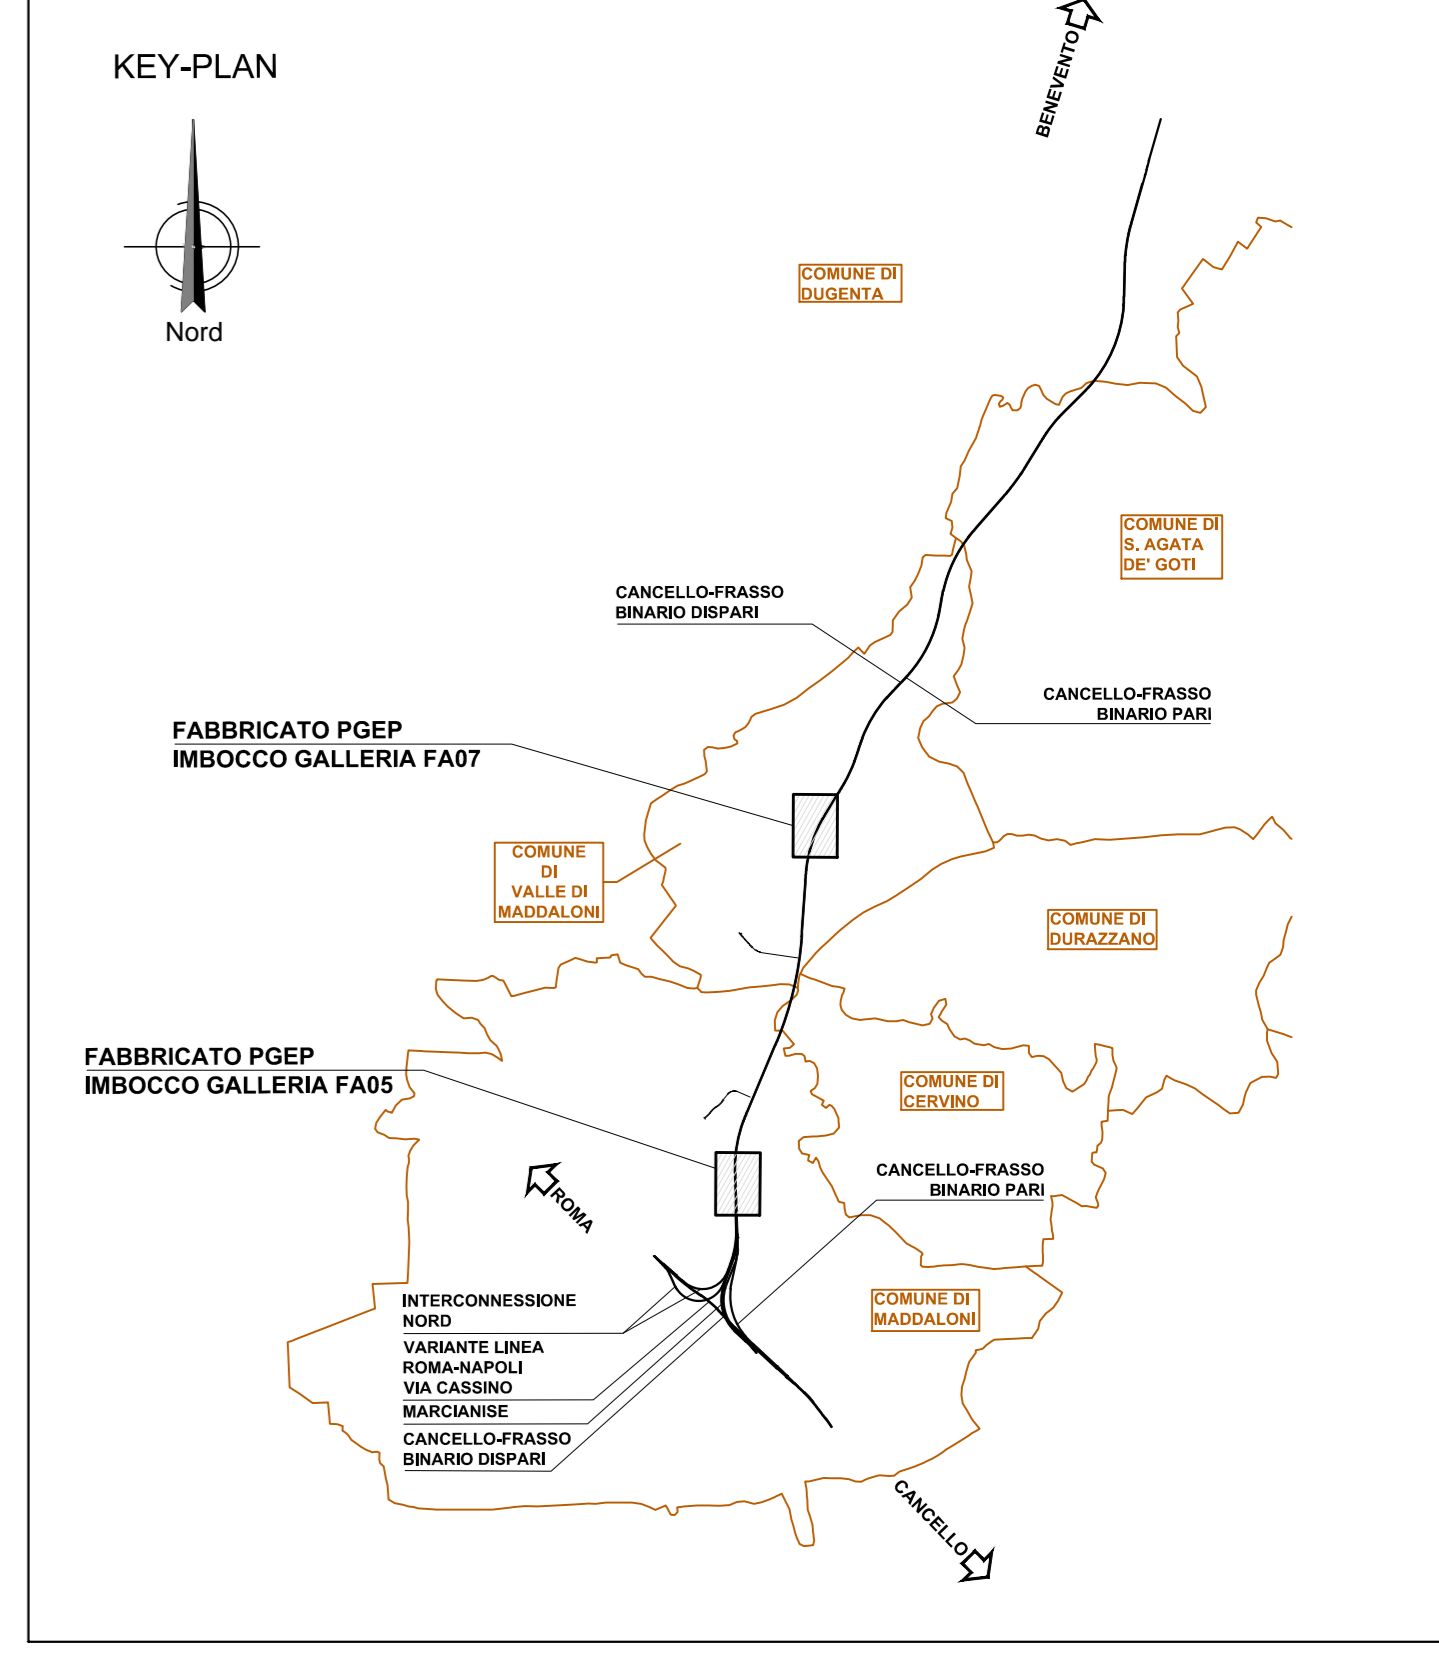 KEY-PLAN
BENEVENTO
Nord
COMUNE DI
DUGENTA
COMUNE DI
S. AGATA
DE' GOTI
CANCELLO-FRASSO
BINARIO DISPARI
CANCELLO-FRASSO
BINARIO PARI
FABBRICATO PGEP
IMBOCCO GALLERIA FA07
COMUNE
DI
VALLE DI
MADDALONI
COMUNE DI
DURAZZANO
FABBRICATO PGEP
IMBOCCO GALLERIA FA05
COMUNE DI
CERVINO
CANCELLO-FRASSO
BINARIO PARI
ROMA
INTERCONNESSIONE
NORD
COMUNE DI
MADDALONI
VARIANTE LINEA
ROMA-NAPOLI
VIA CASSINO
MARCIANISE
CANCELLO-FRASSO
BINARIO DISPARI
CANCELLO